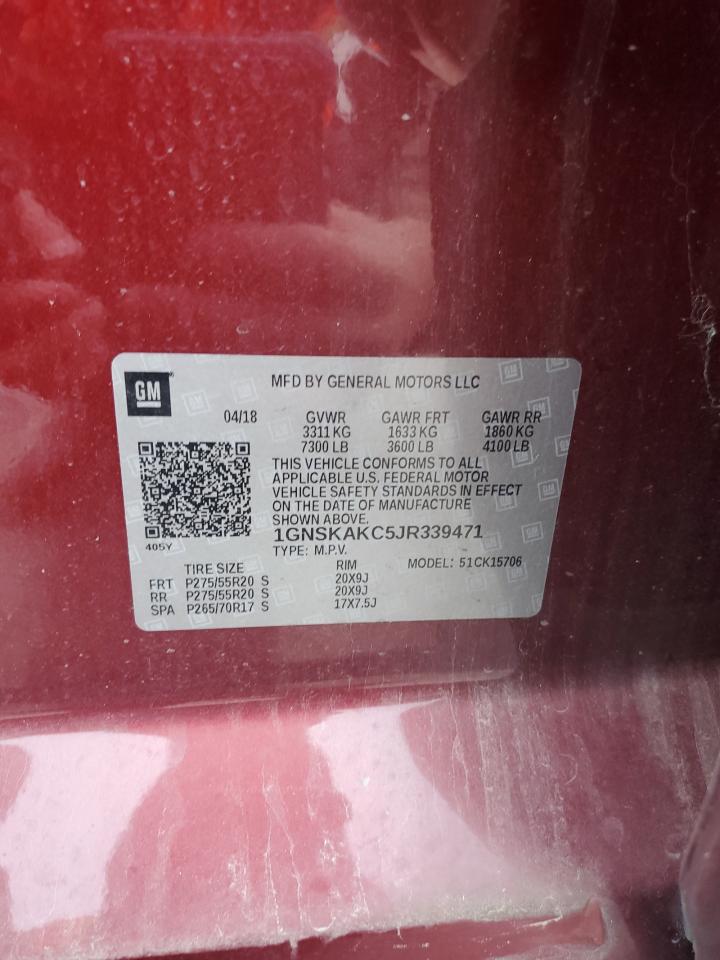 GM
MFD BY GENERAL MOTORS LLC
04/18 GVWR GAWR FRT GAWR RR
3311 KG 1633 KG 1860 KG
7300 LB 3600 LB 4100 LB
THIS VEHICLE CONFORMS TO ALL
APPLICABLE U.S. FEDERAL MOTOR
VEHICLE SAFETY STANDARDS IN EFFECT
ON THE DATE OF MANUFACTURE
SHOWN ABOVE.
1GNSKAKC5JR339471
405Y
TYPE: M.P.V.
TIRE SIZE RIM MODEL: 51CK15706
FRT P275/55R20 S 20X9J
RR P275/55R20 S 20X9J
SPA P265/70R17 S 17X7.5J